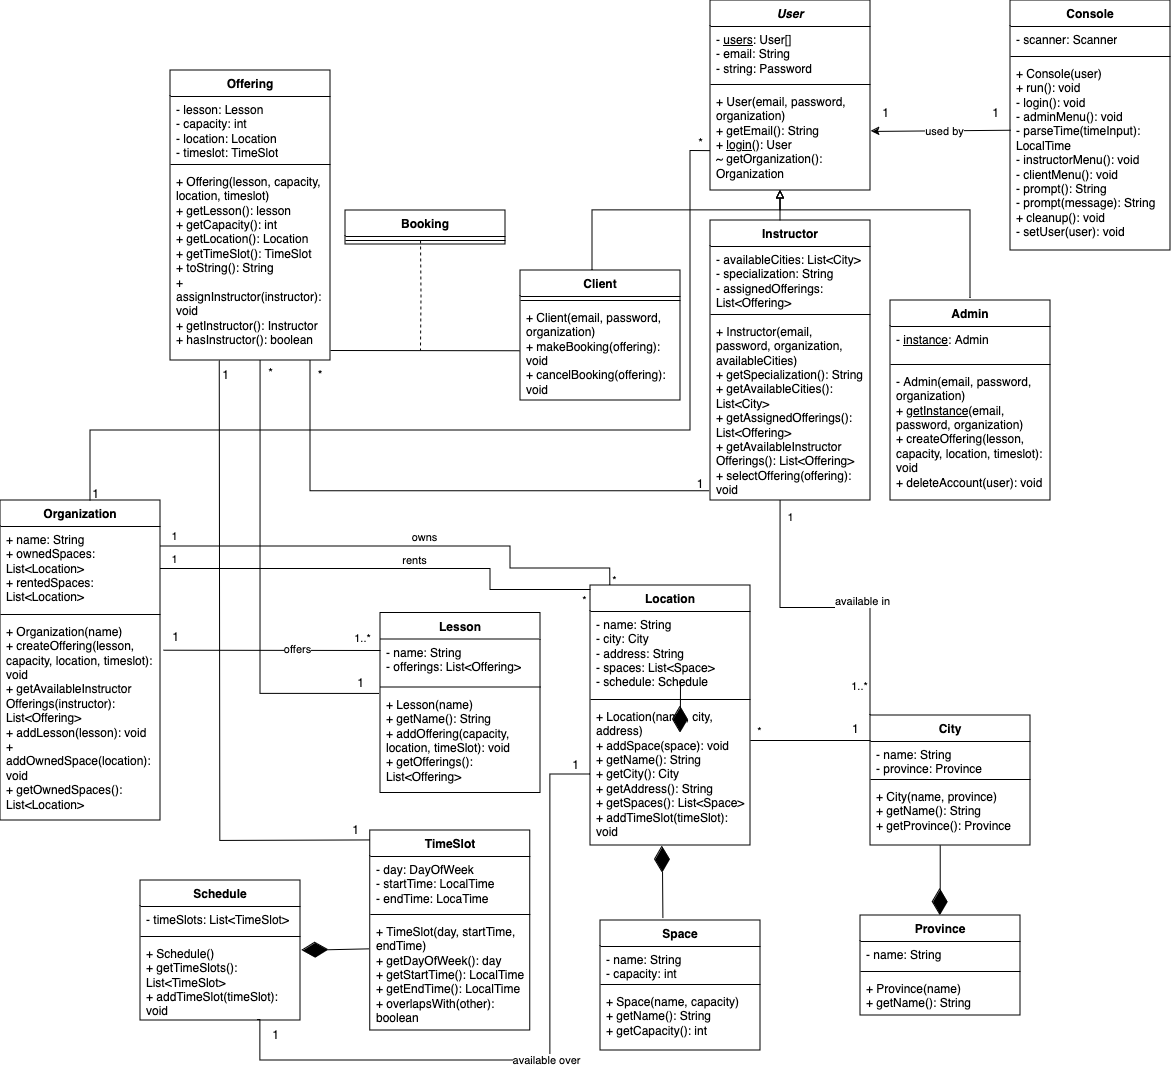 User
- users: User[]
- email: String
- string: Password
+ User(email, password,
organization)
+ getEmail(): String
+ login(): User
~ getOrganization():
Organization
Console
- scanner: Scanner
+ Console(user)
+ run(): void
- login(): void
- adminMenu(): void
- parseTime(timeInput):
LocalTime
- instructorMenu(): void
- clientMenu(): void
- prompt(): String
- prompt(message): String
+ cleanup(): void
- setUser(user): void
1
1
used by
*
Offering
- lesson: Lesson
- capacity: int
- location: Location
- timeslot: TimeSlot
+ Offering(lesson, capacity,
location, timeslot)
+ getLesson(): lesson
+ getCapacity(): int
+ getLocation(): Location
+ getTimeSlot(): TimeSlot
+ toString(): String
+
assignInstructor(instructor):
void
+ getInstructor(): Instructor
+ hasInstructor(): boolean
Booking
Client
+ Client(email, password,
organization)
+ makeBooking(offering):
void
+ cancelBooking(offering):
void
Instructor
- availableCities: List<City>
- specialization: String
- assignedOfferings:
List<Offering>
+ Instructor(email,
password, organization,
availableCities)
+ getSpecialization(): String
+ getAvailableCities():
List<City>
+ getAssignedOfferings():
List<Offering>
+ getAvailableInstructor
Offerings(): List<Offering>
+ selectOffering(offering):
void
Admin
- instance: Admin
- Admin(email, password,
organization)
+ getInstance(email,
password, organization)
+ createOffering(lesson,
capacity, location, timeslot):
void
+ deleteAccount(user): void
1
*
*
1
1
1
Organization
+ name: String
+ ownedSpaces:
List<Location>
+ rentedSpaces:
List<Location>
+ Organization(name)
+ createOffering(lesson,
capacity, location, timeslot):
void
+ getAvailableInstructor
Offerings(instructor):
List<Offering>
+ addLesson(lesson): void
+
addOwnedSpace(location):
void
+ getOwnedSpaces():
List<Location>
1
owns
*
1
rents
*
1
offers
1..*
1
Lesson
- name: String
- offerings: List<Offering>
+ Lesson(name)
+ getName(): String
+ addOffering(capacity,
location, timeSlot): void
+ getOfferings():
List<Offering>
Location
- name: String
- city: City
- address: String
- spaces: List<Space>
- schedule: Schedule
+ Location(name, city,
address)
+ addSpace(space): void
+ getName(): String
+ getCity(): City
+ getAddress(): String
+ getSpaces(): List<Space>
+ addTimeSlot(timeSlot):
void
available in
1..*
*
1
City
- name: String
- province: Province
+ City(name, province)
+ getName(): String
+ getProvince(): Province
1
1
TimeSlot
- day: DayOfWeek
- startTime: LocalTime
- endTime: LocaTime
+ TimeSlot(day, startTime,
endTime)
+ getDayOfWeek(): day
+ getStartTime(): LocalTime
+ getEndTime(): LocalTime
+ overlapsWith(other):
boolean
Schedule
- timeSlots: List<TimeSlot>
+ Schedule()
+ getTimeSlots():
List<TimeSlot>
+ addTimeSlot(timeSlot):
void
1
available over
Space
- name: String
- capacity: int
+ Space(name, capacity)
+ getName(): String
+ getCapacity(): int
Province
- name: String
+ Province(name)
+ getName(): String